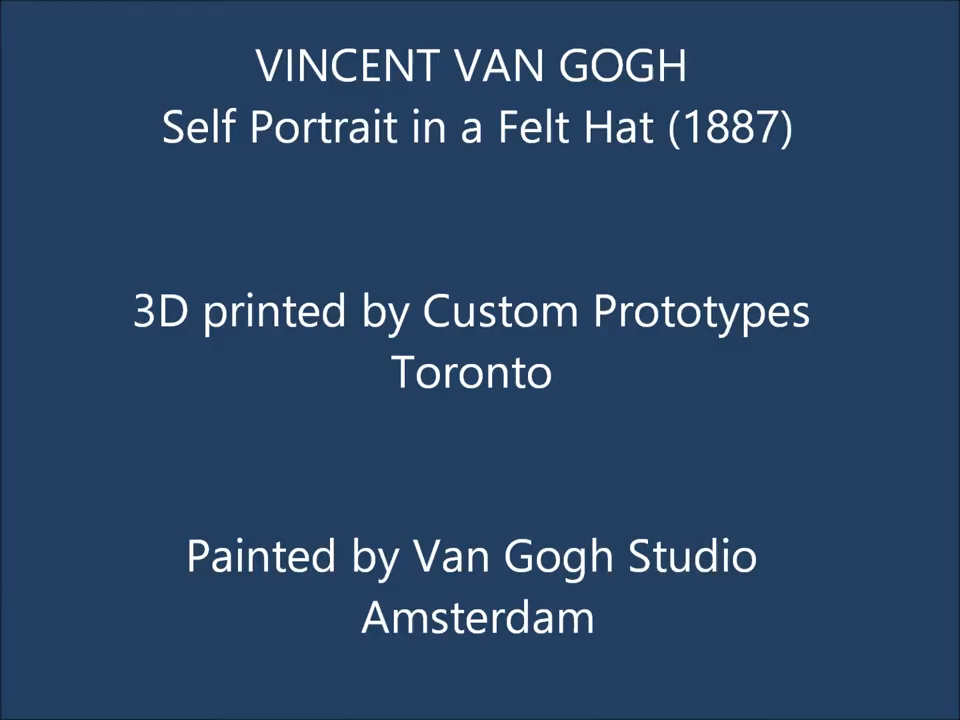 VINCENT VAN GOGH
Self Portrait in a Felt Hat (1887)
3D printed by Custom Prototypes
Toronto
Painted by Van Gogh Studio
Amsterdam